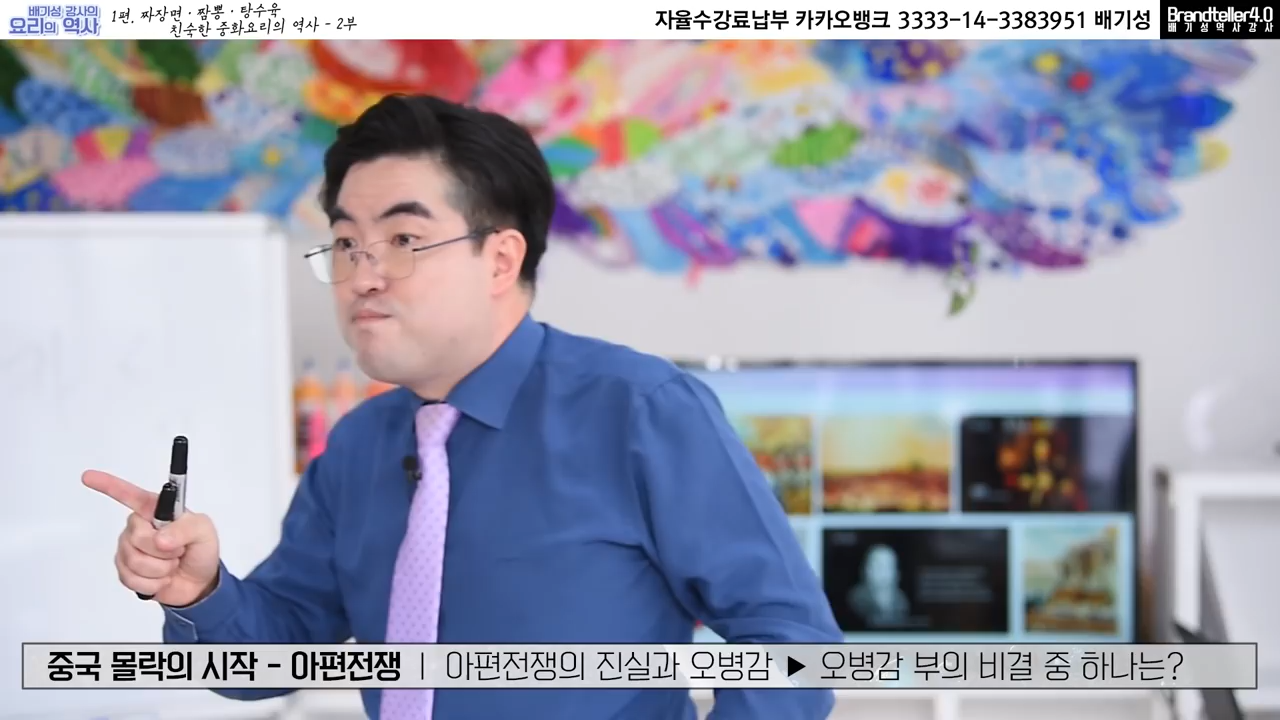 배기성 강사의
요리의 역사
1편. 짜장면·짬뽕·탕수육
친숙한 중화요리의 역사 - 2부
자율수강료납부 카카오뱅크 3333-14-3383951 배기성
Brandteller4.0
배기성역사강사
중국 몰락의 시작 - 아편전쟁 | 아편전쟁의 진실과 오병감 ▶ 오병감 부의 비결 중 하나는?